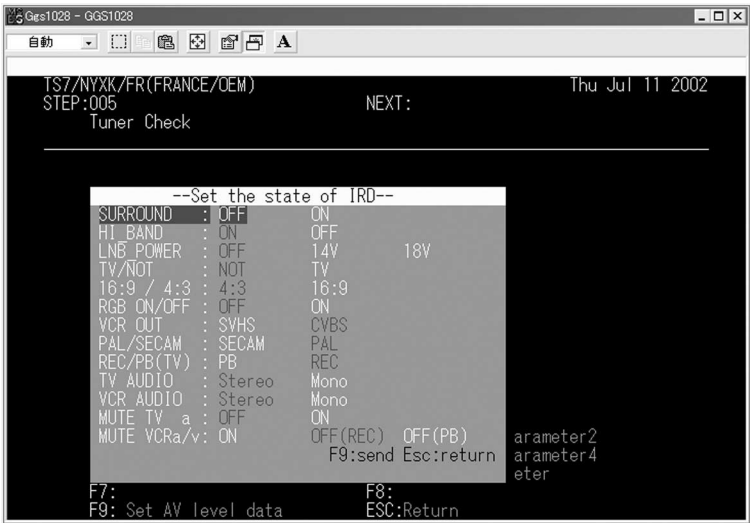 Ggs1028 - GGS1028
自動
A
TS7/NYXK/FR(FRANCE/OEM) Thu Jul 11 2002
STEP:005 NEXT:
Tuner Check
--Set the state of IRD--
SURROUND : OFF ON
HI_BAND : ON OFF
LNB_POWER : OFF 14V 18V
TV/NOT : NOT TV
16:9 / 4:3 : 4:3 16:9
RGB ON/OFF : OFF ON
VCR OUT : SVHS CVBS
PAL/SECAM : SECAM PAL
REC/PB(TV) : PB REC
TV AUDIO : Stereo Mono
VCR AUDIO : Stereo Mono
MUTE TV a : OFF ON
MUTE VCRa/v: ON OFF(REC) OFF(PB) arameter2
F9:send Esc:return arameter4
eter
F7: F8:
F9: Set AV level data ESC:Return